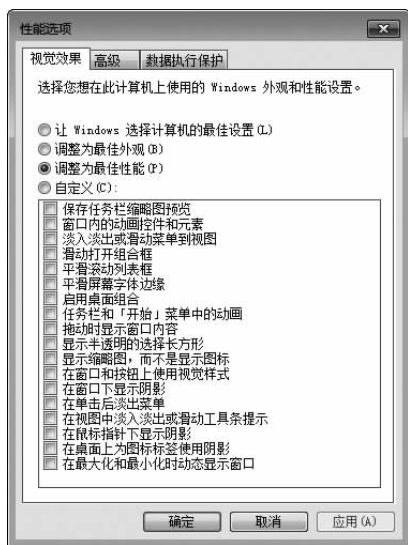 性能选项
视觉效果 高级 数据执行保护
选择您想在此计算机上使用的 Windows 外观和性能设置。
让 Windows 选择计算机的最佳设置(L)
调整为最佳外观(B)
调整为最佳性能(P)
自定义(C):
保存任务栏缩略图预览
窗口内的动画控件和元素
淡入淡出或滑动菜单到视图
滑动打开组合框
平滑滚动列表框
平滑屏幕字体边缘
启用桌面组合
任务栏和「开始」菜单中的动画
拖动时显示窗口内容
显示半透明的选择长方形
显示缩略图，而不是显示图标
在窗口和按钮上使用视觉样式
在窗口下显示阴影
在单击后淡出菜单
在视图中淡入淡出或滑动工具条提示
在鼠标指针下显示阴影
在桌面上为图标标签使用阴影
在最大化和最小化时动态显示窗口
确定 取消 应用(A)